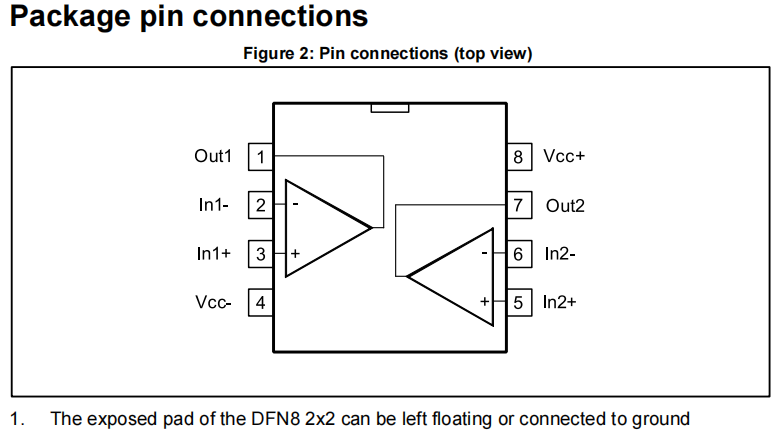 Package pin connections
Figure 2: Pin connections (top view)
Out1 1 8 Vcc+
In1- 2 - 7 Out2
In1+ 3 + - 6 In2-
Vcc- 4 + 5 In2+
1. The exposed pad of the DFN8 2x2 can be left floating or connected to ground